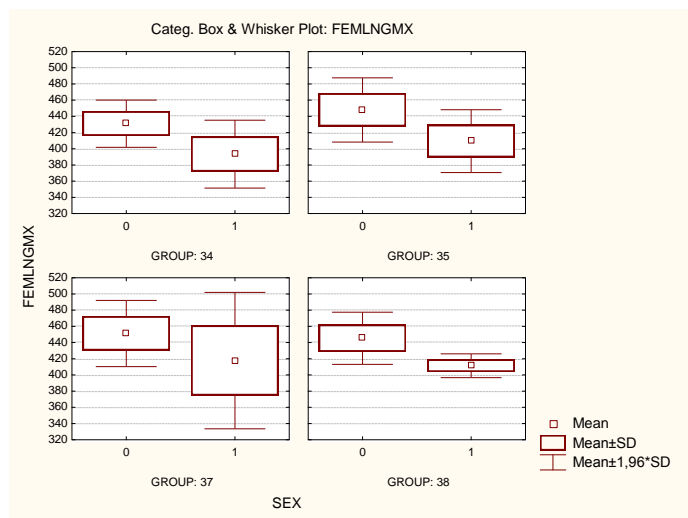 Categ. Box & Whisker Plot: FEMLNGMX
FEMLNGMX
520
500
480
460
440
420
400
380
360
340
320
0 1
GROUP: 34
0 1
GROUP: 35
520
500
480
460
440
420
400
380
360
340
320
0 1
GROUP: 37
0 1
GROUP: 38
SEX
Mean
Mean±SD
Mean±1,96*SD